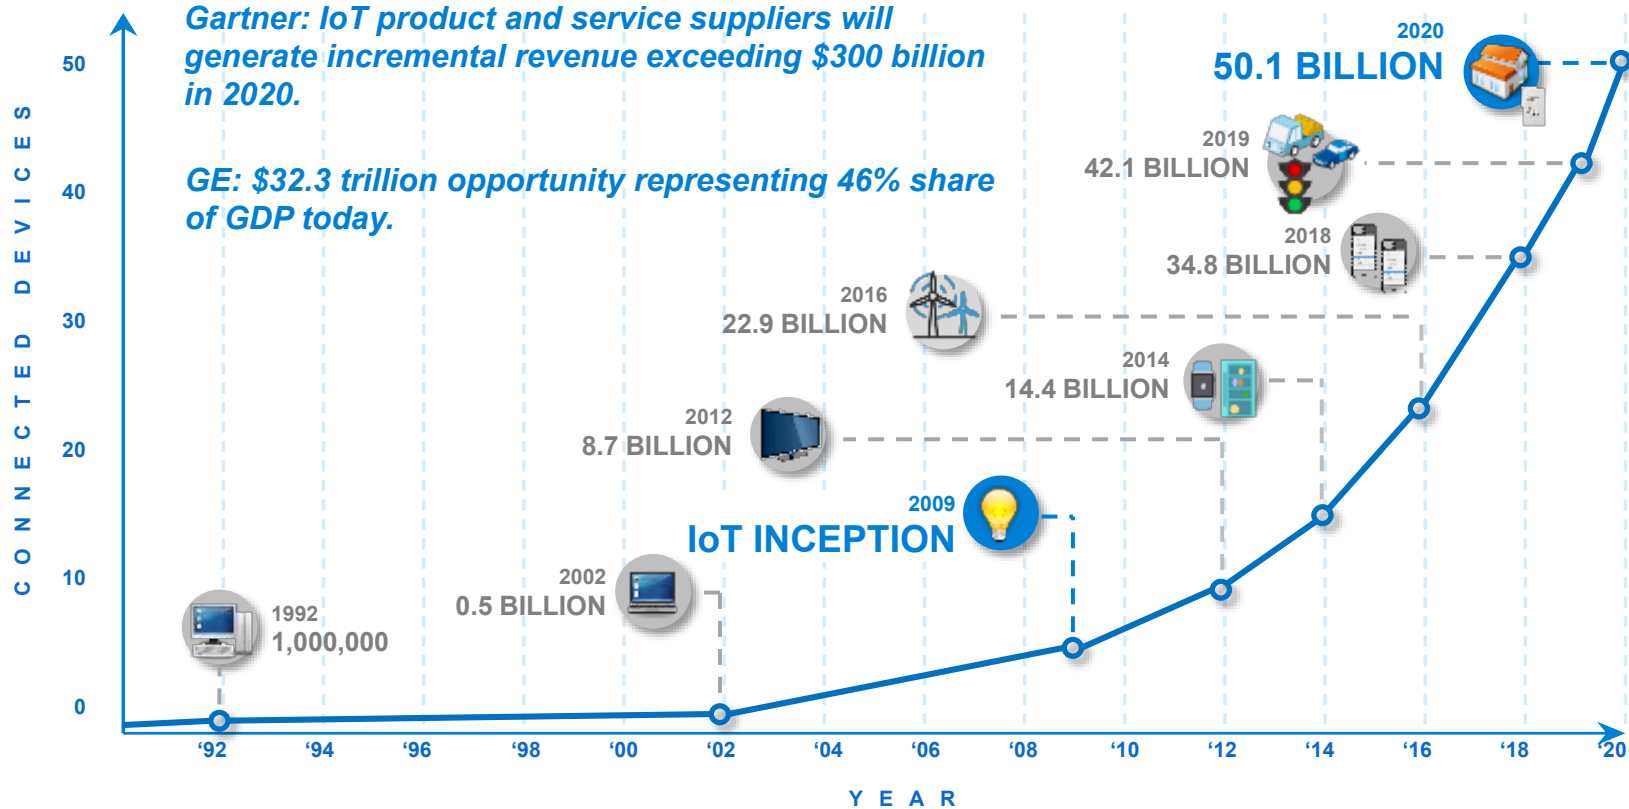 Gartner: IoT product and service suppliers will
generate incremental revenue exceeding $300 billion
in 2020.
GE: $32.3 trillion opportunity representing 46% share
of GDP today.
CONNECTED DEVICES
50
40
30
20
10
0
2020
50.1 BILLION
2019
42.1 BILLION
2018
34.8 BILLION
2016
22.9 BILLION
2014
14.4 BILLION
2012
8.7 BILLION
2009
IoT INCEPTION
2002
0.5 BILLION
1992
1,000,000
‘92 ‘94 ‘96 ‘98 ‘00 ‘02 ‘04 ‘06 ‘08 ‘10 ‘12 ‘14 ‘16 ‘18 ‘20
YEAR